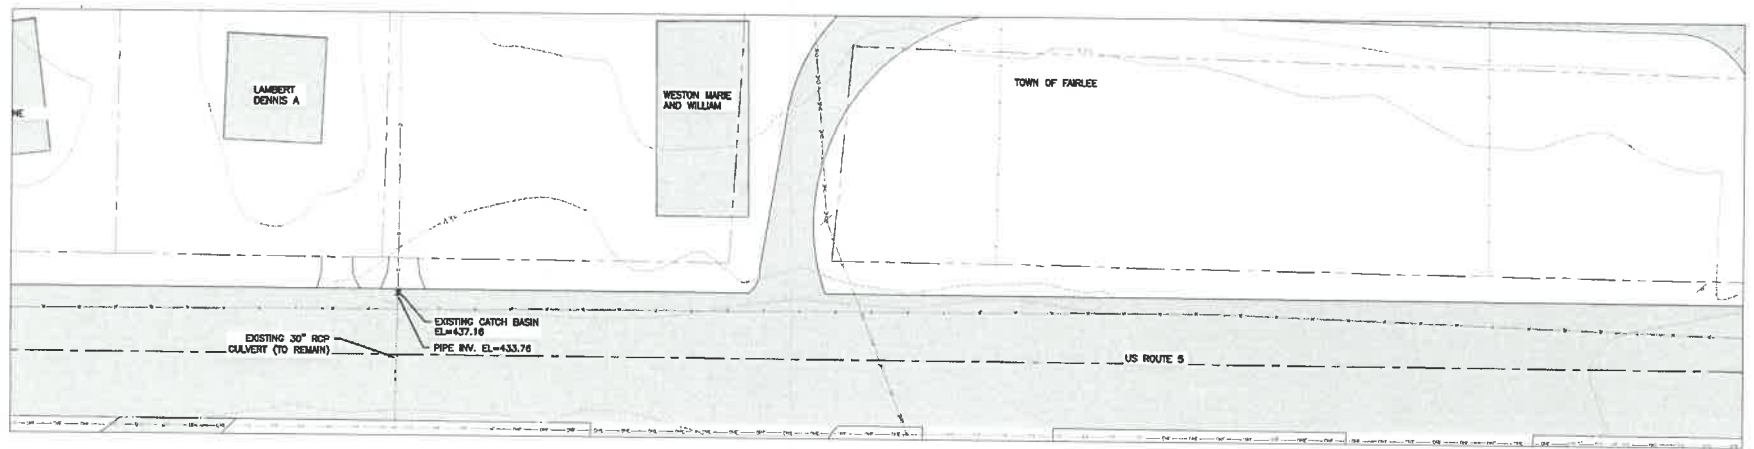 LAMBERT
DENNIS A
WESTON MARIE
AND WILLIAM
TOWN OF FAIRLEE
NE
EXISTING CATCH BASIN
EL=437.16
PIPE INV. EL=433.76
EXISTING 30" RCP
CULVERT (TO REMAIN)
US ROUTE 5